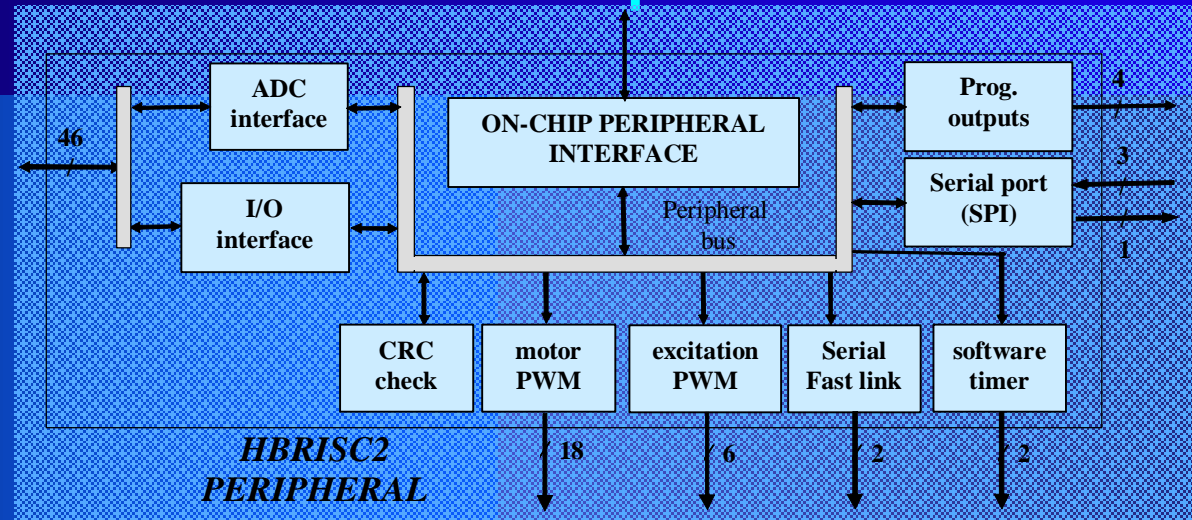 ADC
interface
ON-CHIP PERIPHERAL
INTERFACE
Prog.
outputs
4
46
3
I/O
interface
Peripheral
bus
Serial port
(SPI)
1
CRC
check
motor
PWM
excitation
PWM
Serial
Fast link
software
timer
HBRISC2
PERIPHERAL
18
6
2
2